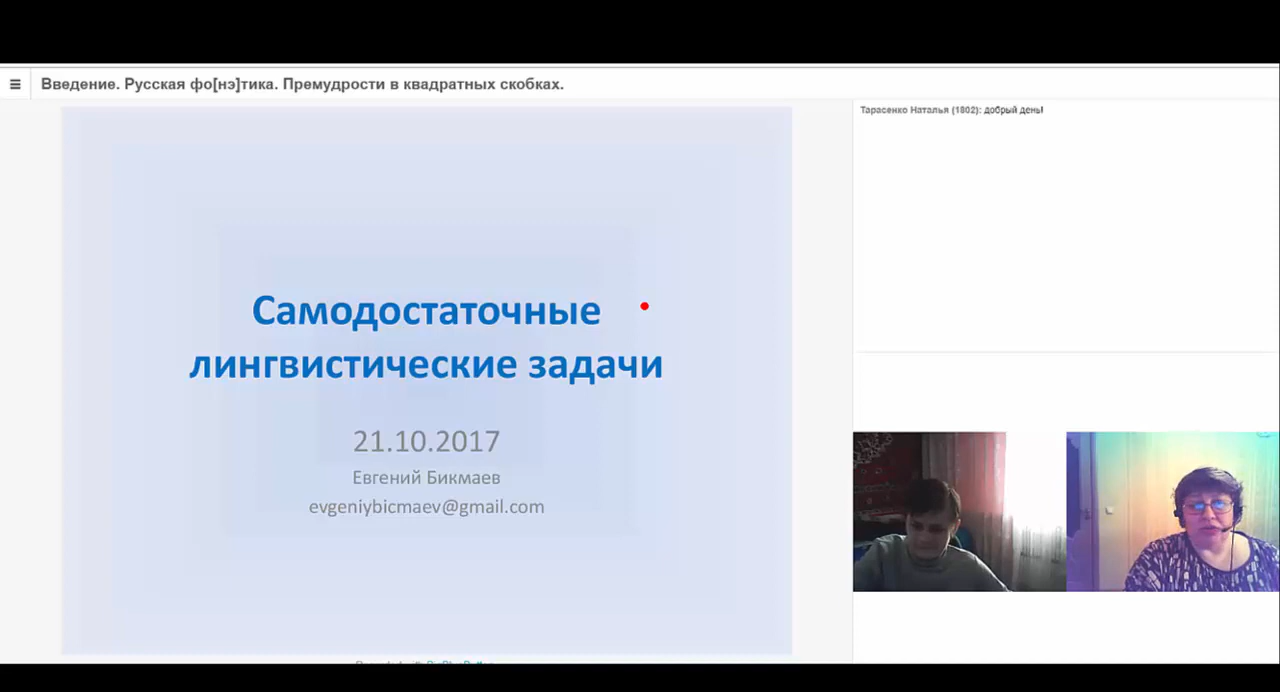 Введение. Русская фо[нэ]тика. Премудрости в квадратных скобках.
Тарасенко Наталья (1802): добрый день!
Самодостаточные
лингвистические задачи
21.10.2017
Евгений Бикмаев
evgeniybicmaev@gmail.com